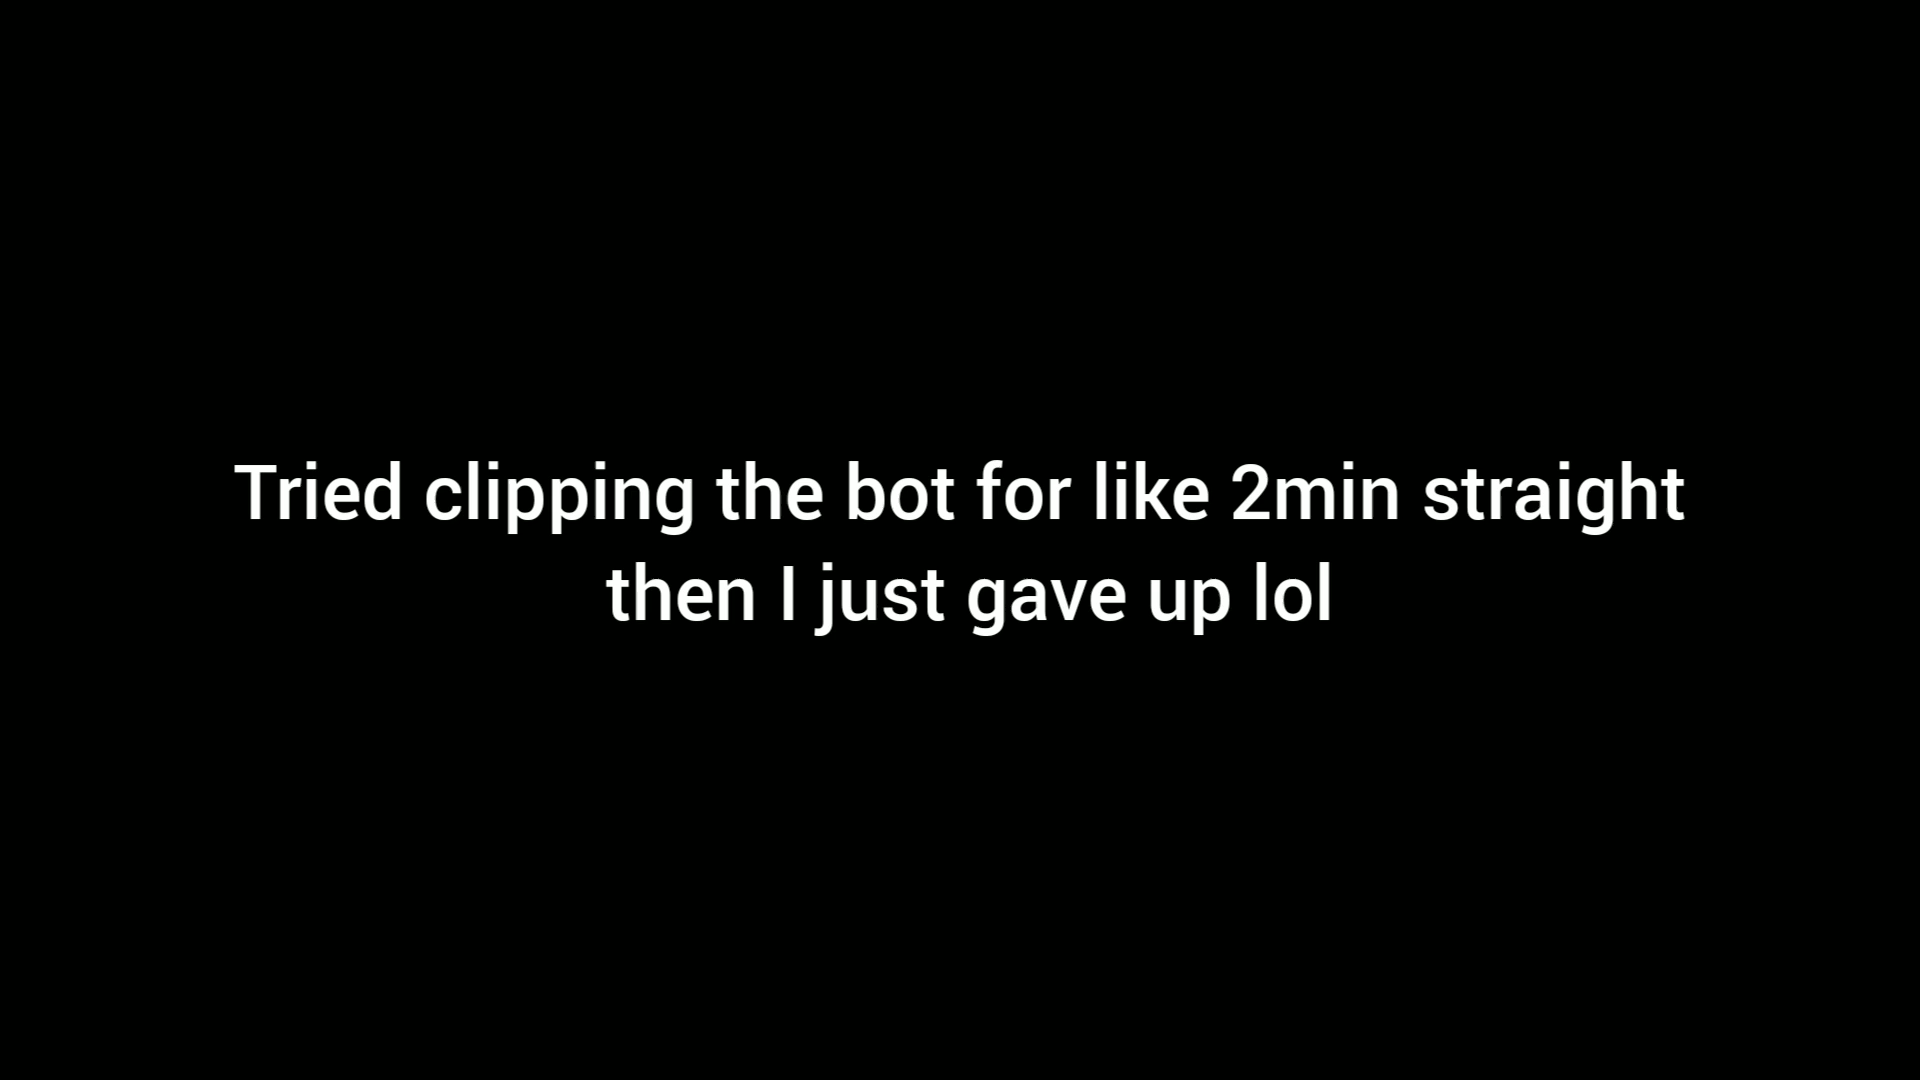 Tried clipping the bot for like 2min straight
then I just gave up lol